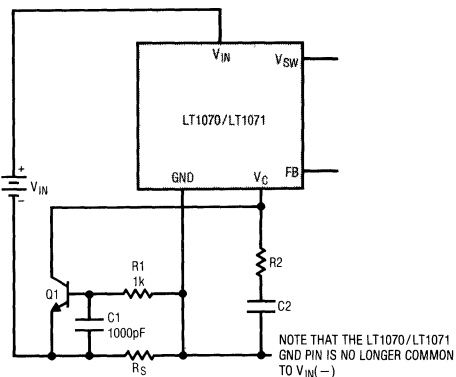 V_IN
V_SW
LT1070/LT1071
FB
GND
V_C
+
V_IN
−
R1
1k
R2
Q1
C1
1000pF
C2
R_S
NOTE THAT THE LT1070/LT1071
GND PIN IS NO LONGER COMMON
TO V_IN(−)